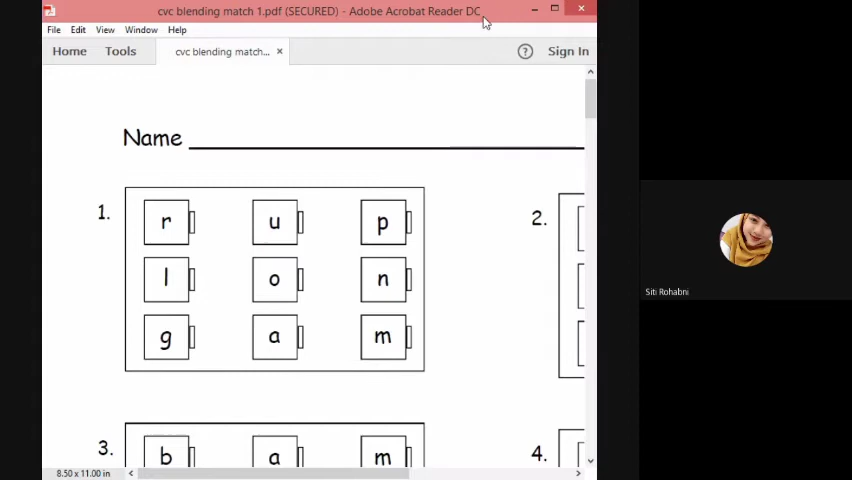 cvc blending match 1.pdf (SECURED) - Adobe Acrobat Reader DC
File Edit View Window Help
Home Tools cvc blending match... × ? Sign In
Name
1. r u p
l o n
g a m
2.
3. b a m
4.
8.50 x 11.00 in
Siti Rohabni